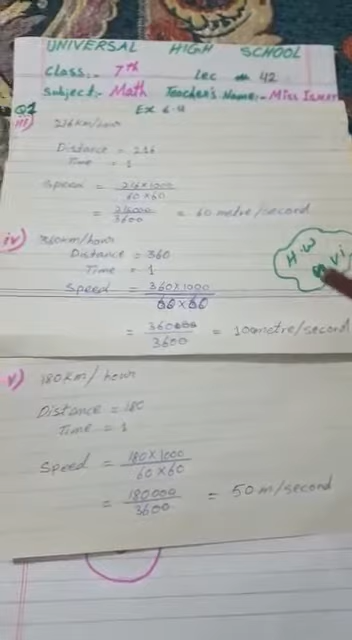 UNIVERSAL HIGH SCHOOL
Class:- 7th Lec 42
Subject:- Math Teacher's Name:- Miss
Q1 Ex 6.4
iii) 216km/hour
Distance = 216
Time = 1
Speed = 216×1000
60×60
= 216000 = 60 metre/second
3600
iv) 360km/hour
Distance = 360
Time = 1
H.W
vi
Speed = 360×1000
60×60
= 360000 = 100metre/second
3600
v) 180km/hour
Distance = 180
Time = 1
Speed = 180×1000
60×60
= 180000 = 50m/second
3600